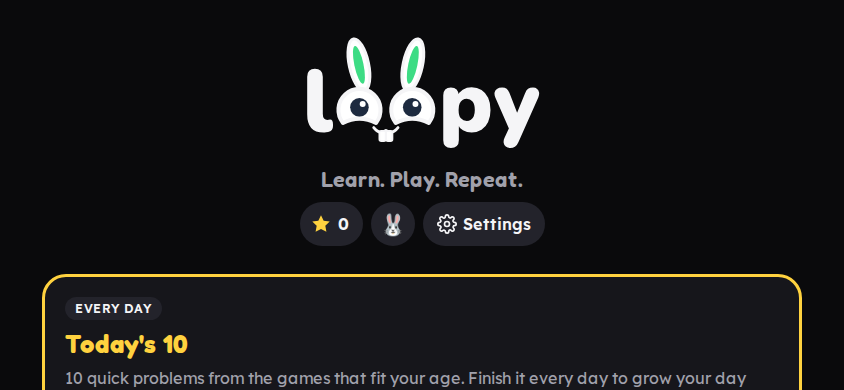 loopy
Learn. Play. Repeat.
0
Settings
EVERY DAY
Today's 10
10 quick problems from the games that fit your age. Finish it every day to grow your day